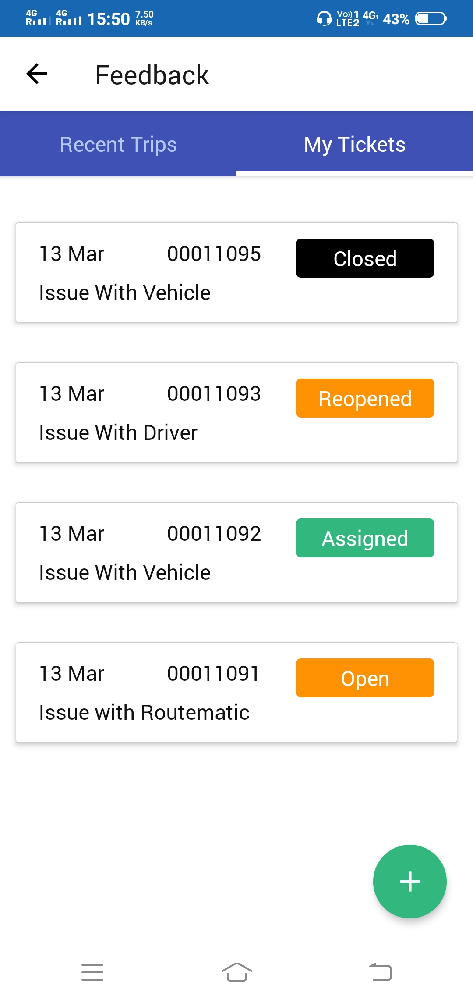 4G 4G 15:50 7.50 Vo)) 1 4G1 43%
R R KB/s LTE2
Feedback
Recent Trips My Tickets
13 Mar 00011095 Closed
Issue With Vehicle
13 Mar 00011093 Reopened
Issue With Driver
13 Mar 00011092 Assigned
Issue With Vehicle
13 Mar 00011091 Open
Issue with Routematic
+